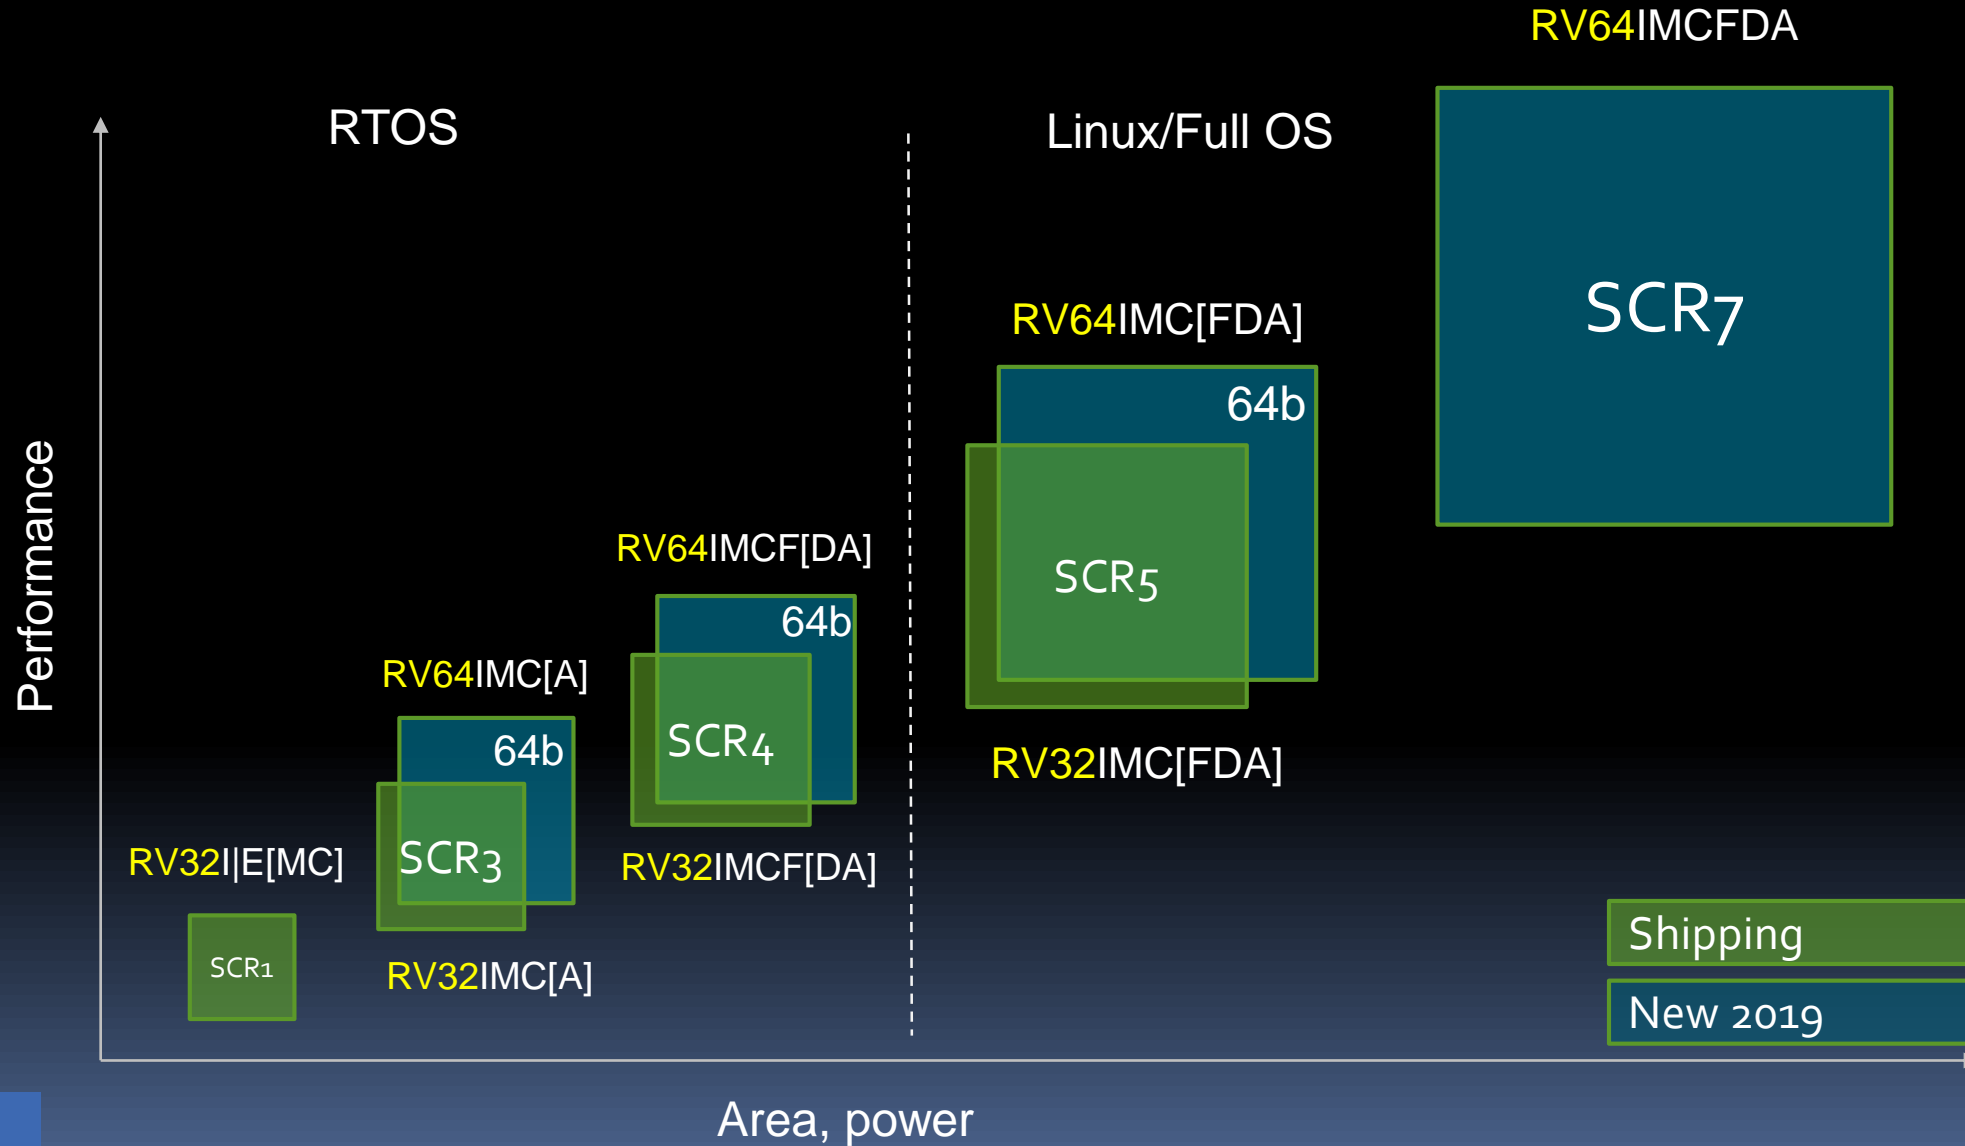 RV64IMCFDA
RTOS
Linux/Full OS
SCR7
RV64IMC[FDA]
64b
SCR5
RV32IMC[FDA]
RV64IMCF[DA]
64b
SCR4
RV32IMCF[DA]
RV64IMC[A]
64b
SCR3
RV32IMC[A]
RV32I|E[MC]
SCR1
Performance
Shipping
New 2019
Area, power